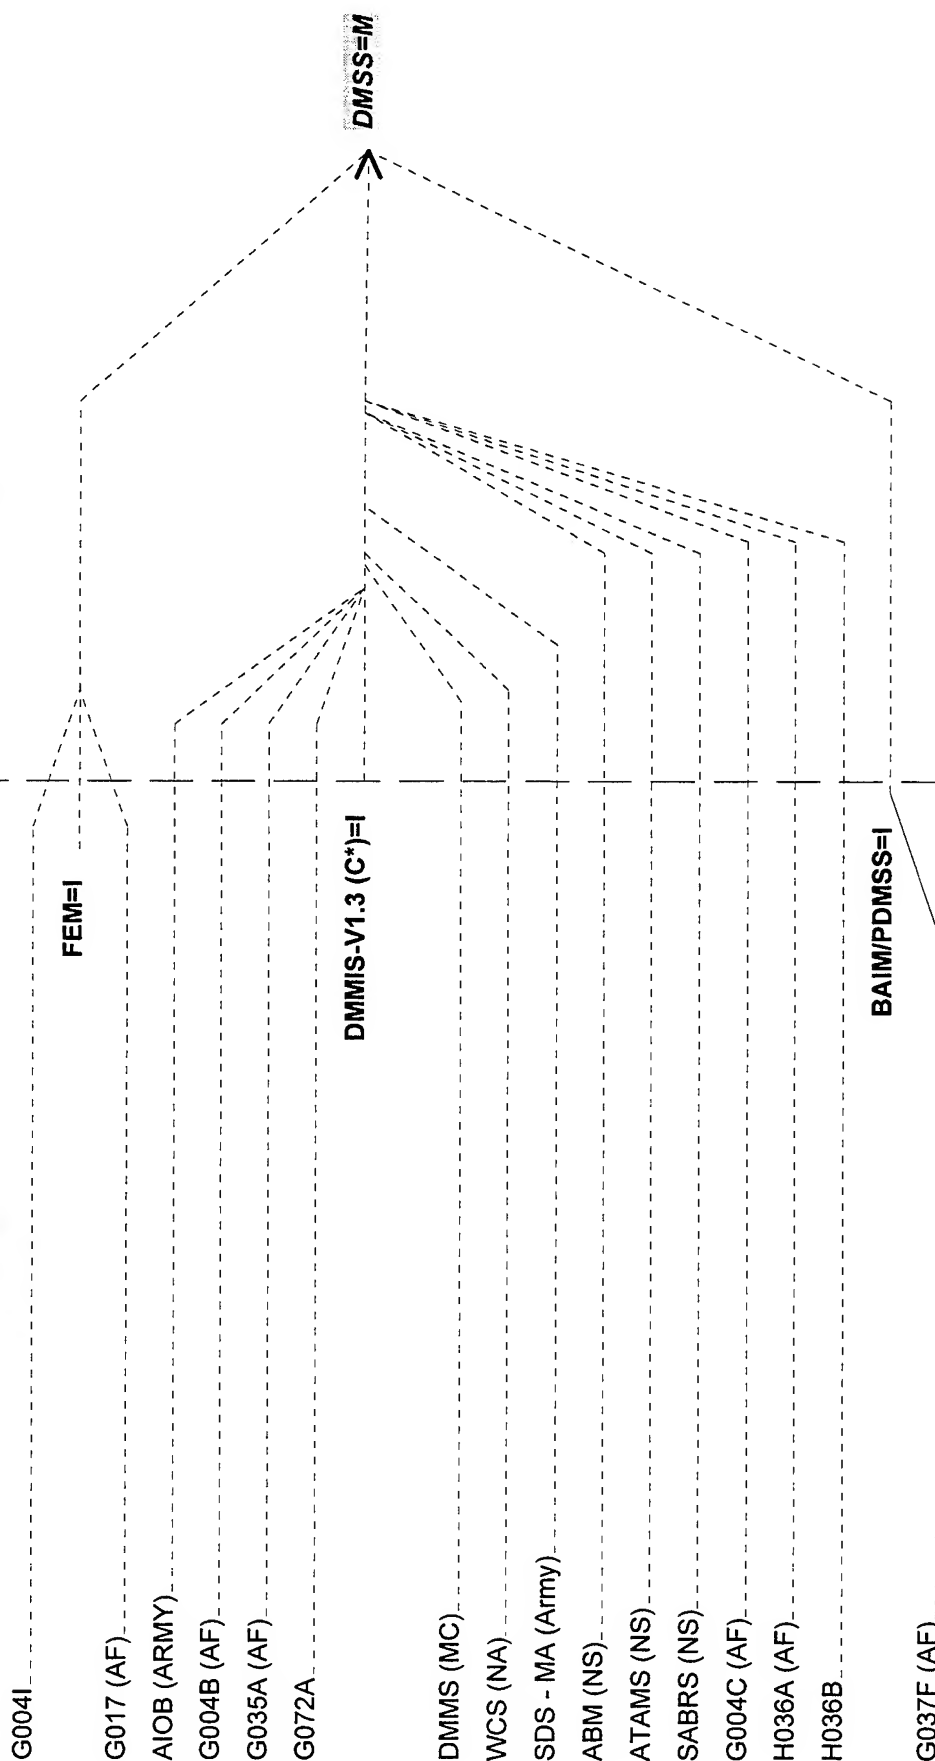 G004I
FEM=I
G017 (AF)
AIOB (ARMY)
G004B (AF)
G035A (AF)
G072A
DMMIS-V1.3 (C*)=I
DMSS=M
DMMS (MC)
WCS (NA)
SDS - MA (Army)
ABM (NS)
ATAMS (NS)
SABRS (NS)
G004C (AF)
H036A (AF)
H036B
BAIM/PDMSS=I
G037F (AF)